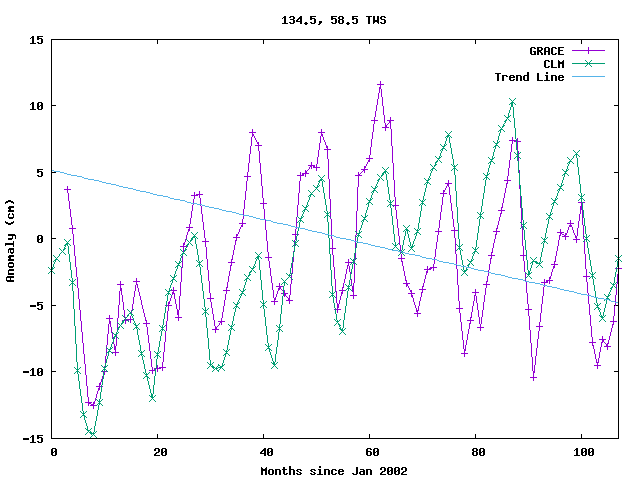 134.5, 58.5 TWS
GRACE
CLM
Trend Line
15
10
5
0
-5
-10
-15
Anomaly (cm)
0 20 40 60 80 100
Months since Jan 2002